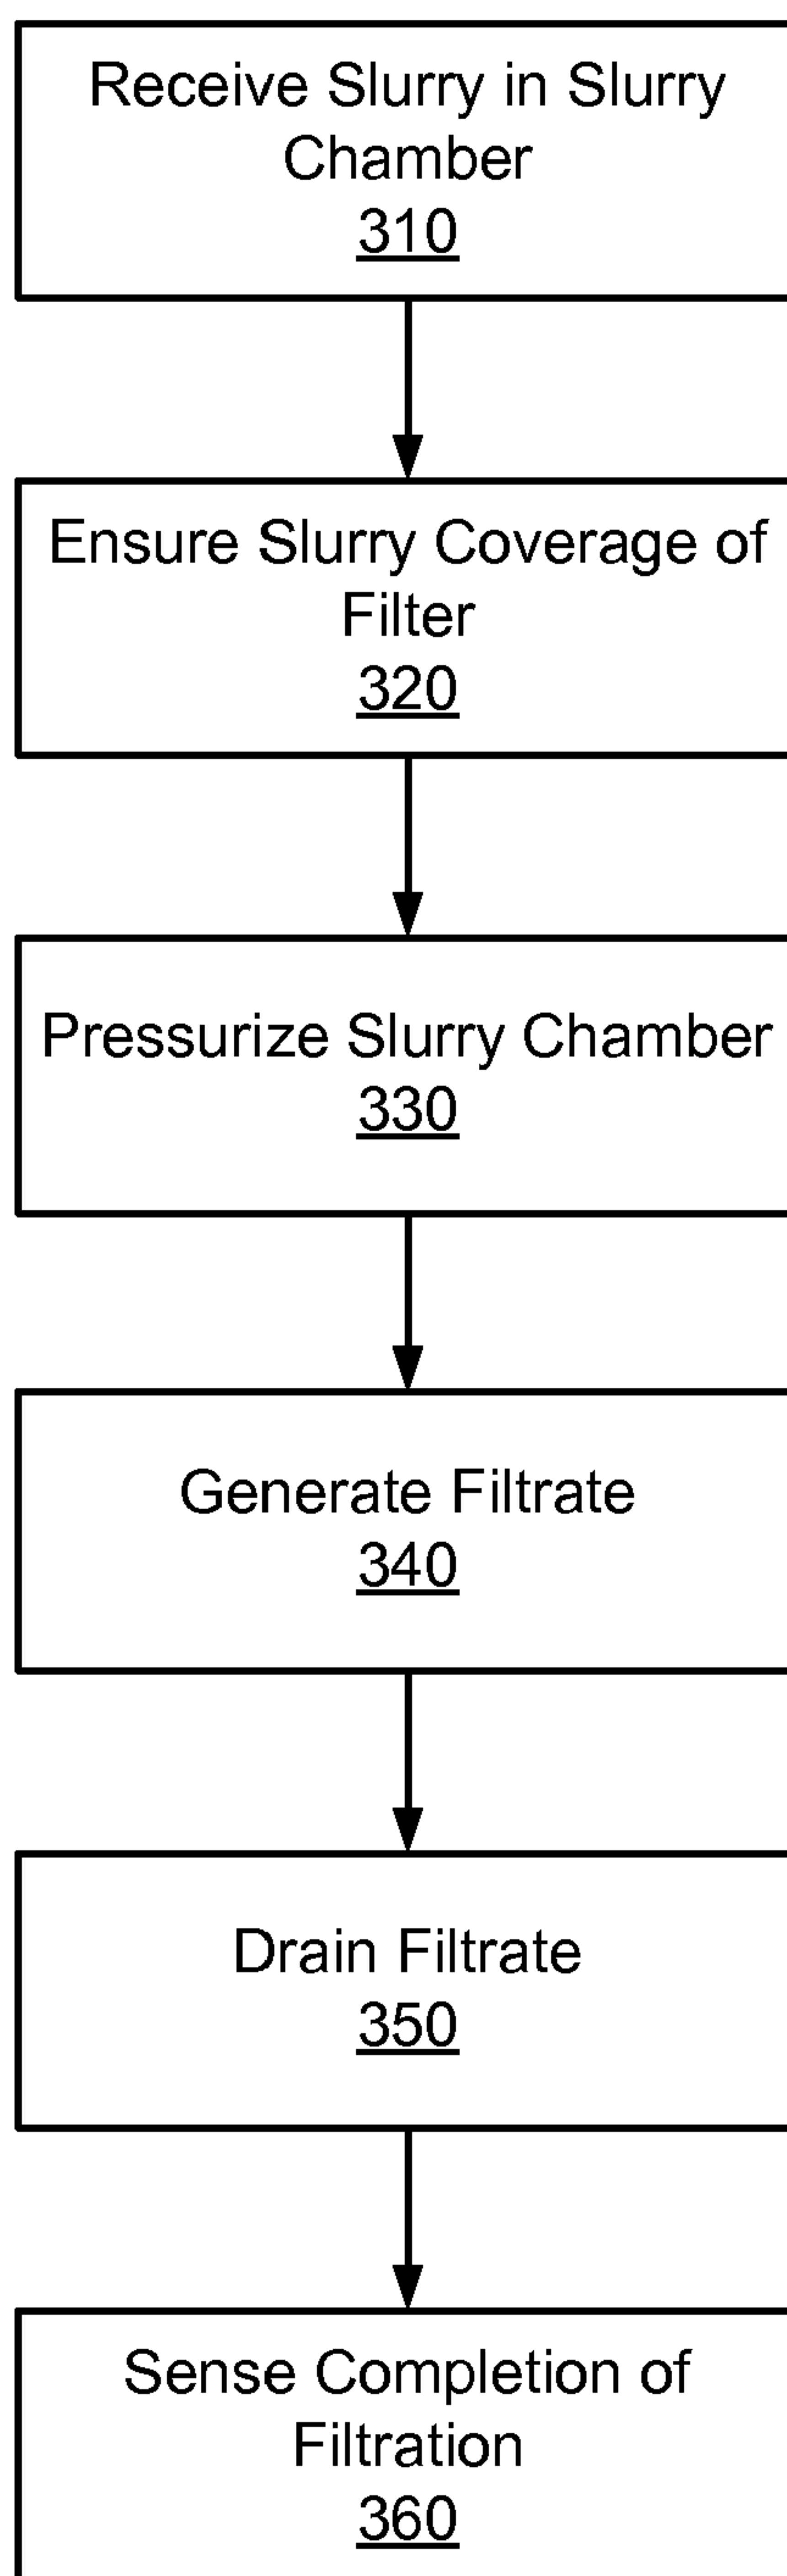 Receive Slurry in Slurry
Chamber
310
Ensure Slurry Coverage of
Filter
320
Pressurize Slurry Chamber
330
Generate Filtrate
340
Drain Filtrate
350
Sense Completion of
Filtration
360